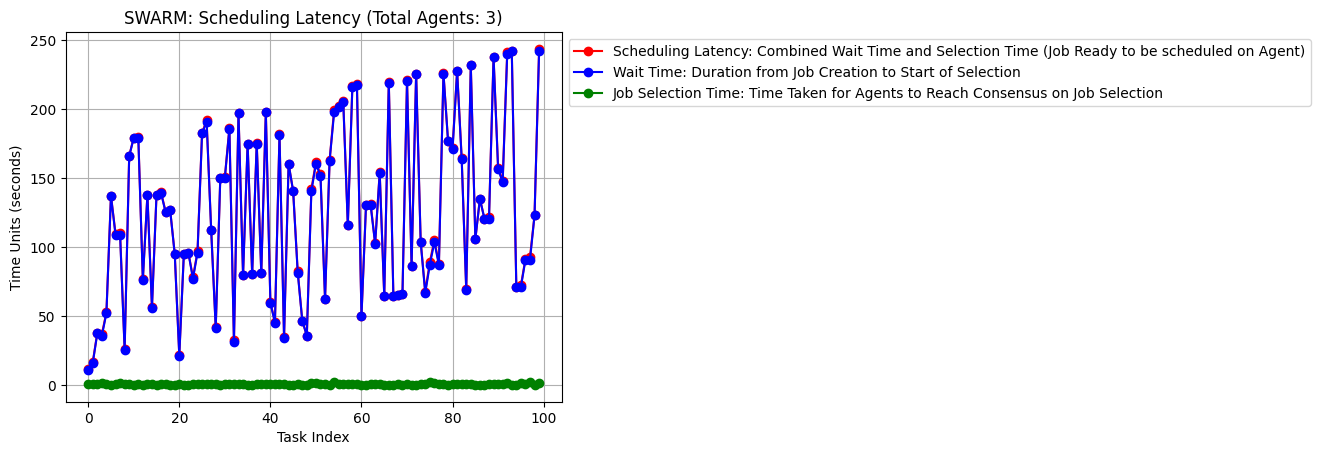 SWARM: Scheduling Latency (Total Agents: 3)
Scheduling Latency: Combined Wait Time and Selection Time (Job Ready to be scheduled on Agent)
Wait Time: Duration from Job Creation to Start of Selection
Job Selection Time: Time Taken for Agents to Reach Consensus on Job Selection
Time Units (seconds)
250
200
150
100
50
0
0 20 40 60 80 100
Task Index